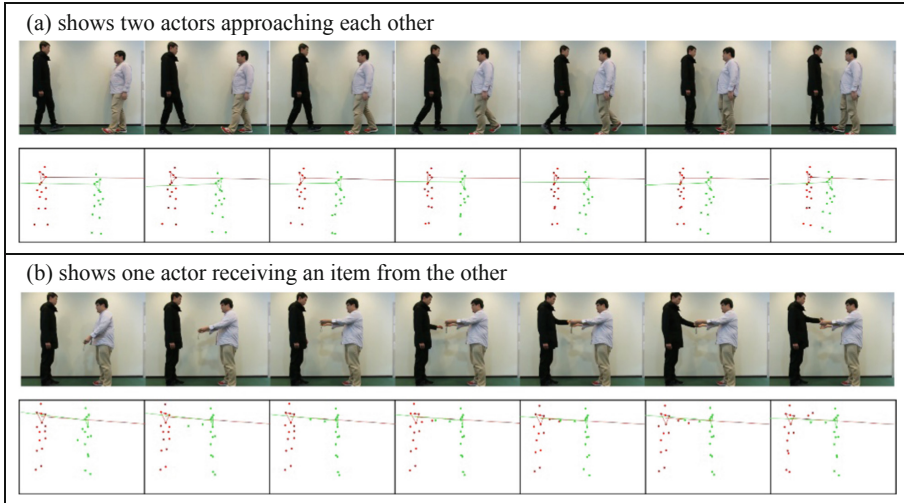 (a) shows two actors approaching each other
(b) shows one actor receiving an item from the other